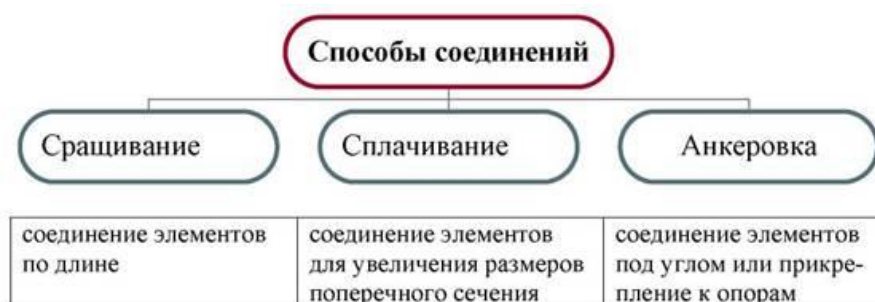 Способы соединений
Сращивание
Сплачивание
Анкеровка
соединение элементов
по длине
соединение элементов
для увеличения размеров
поперечного сечения
соединение элементов
под углом или прикре-
пление к опорам